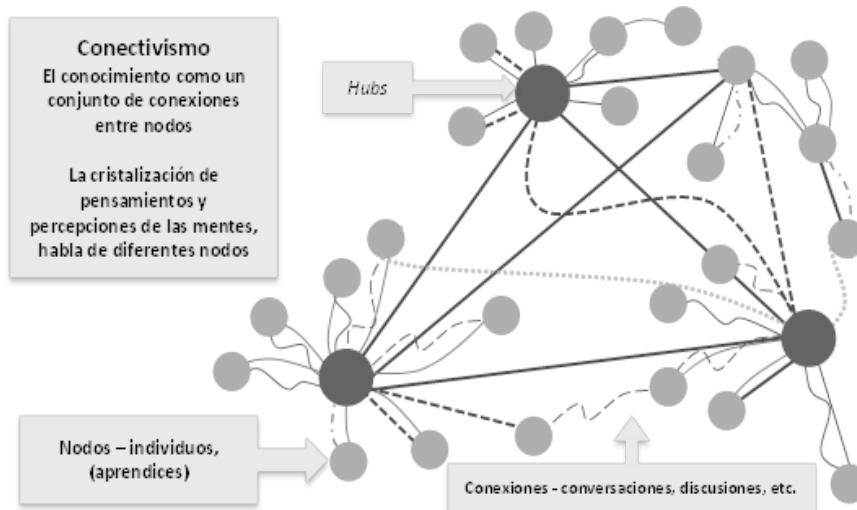 Conectivismo
El conocimiento como un
conjunto de conexiones
entre nodos
La cristalización de
pensamientos y
percepciones de las mentes,
habla de diferentes nodos
Hubs
Nodos – individuos,
(aprendices)
Conexiones - conversaciones, discusiones, etc.